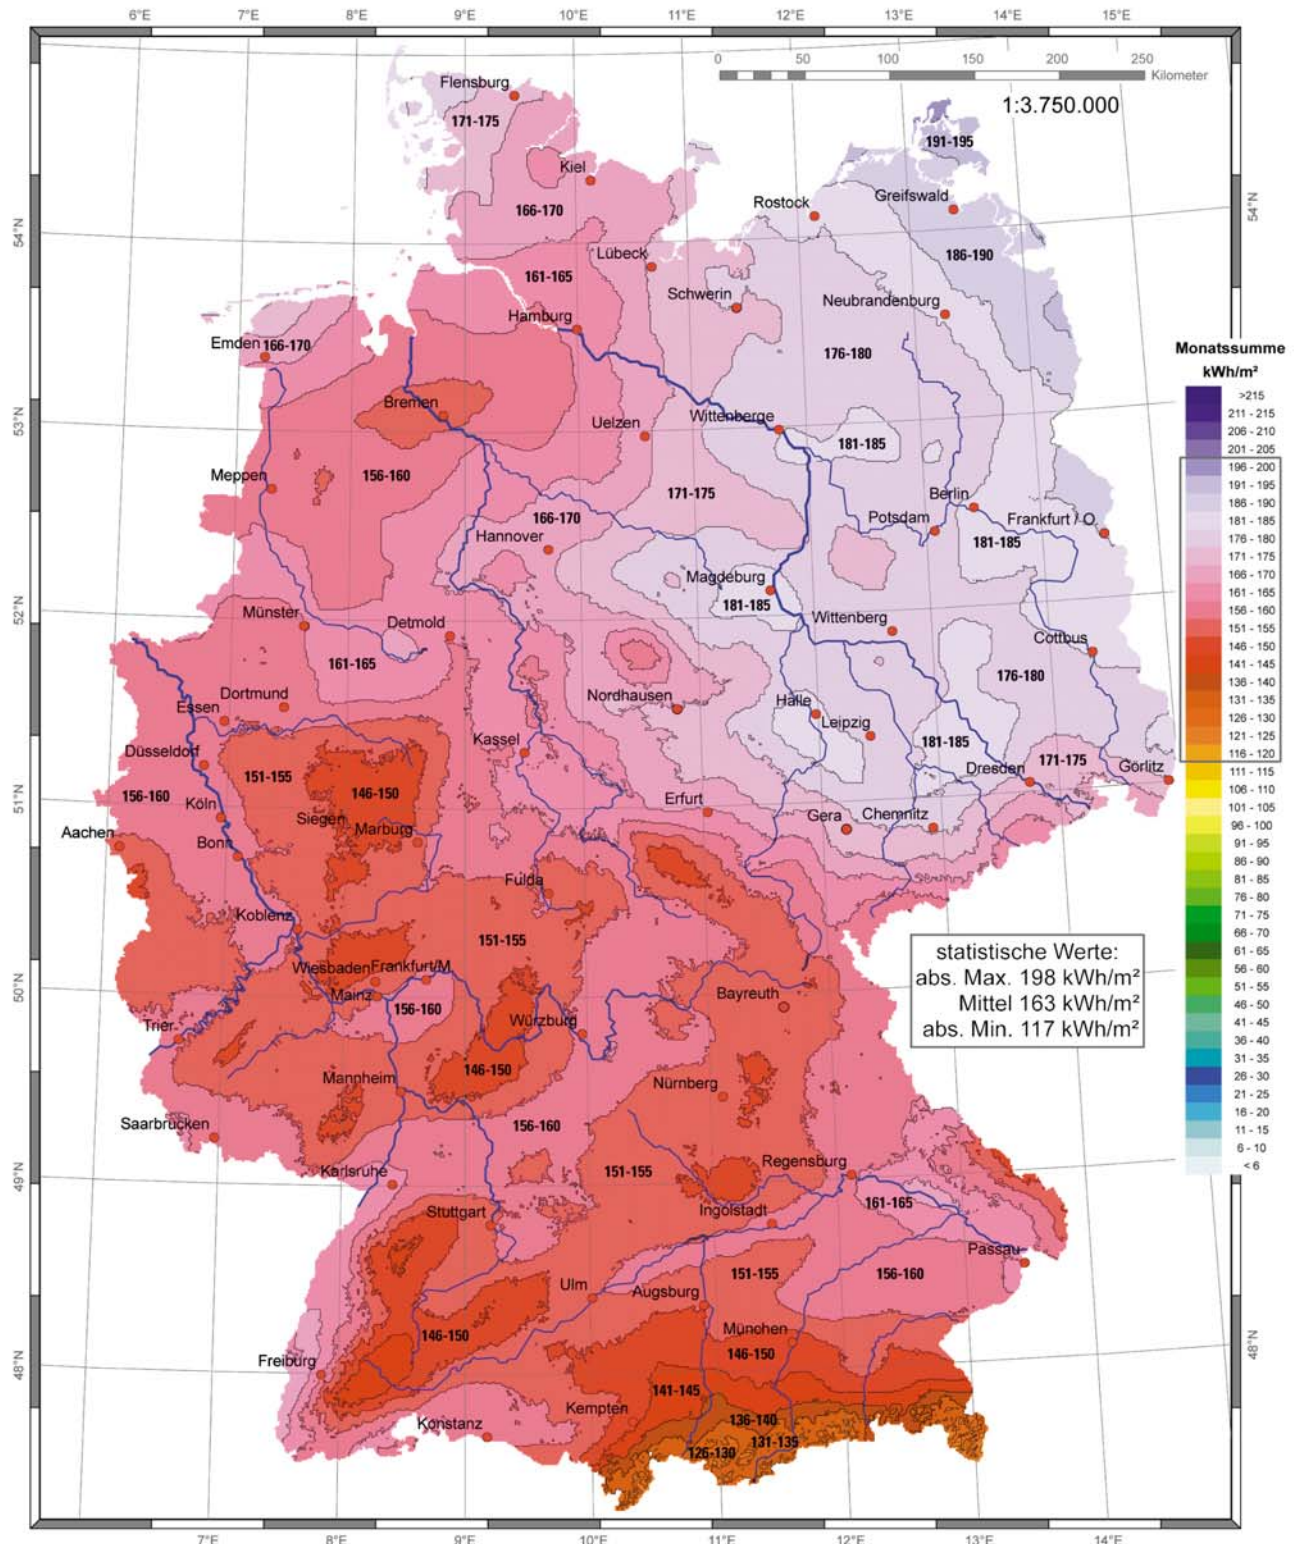 6°E 7°E 8°E 9°E 10°E 11°E 12°E 13°E 14°E 15°E
0 50 100 150 200 250 Kilometer
1:3.750.000
Flensburg
171-175
191-195
Kiel
Greifswald
Rostock
166-170
54°N
54°N
Lübeck
186-190
161-165
Schwerin
Neubrandenburg
Hamburg
Emden
166-170
176-180
Bremen
Wittenberge
53°N
Uelzen
181-185
Meppen
156-160
171-175
Berlin
166-170
Potsdam
Frankfurt / O.
Hannover
181-185
Magdeburg
52°N
181-185
Münster
Detmold
Wittenberg
Cottbus
161-165
176-180
Dortmund
Nordhausen
Halle
Essen
Leipzig
Kassel
181-185
Düsseldorf
171-175
151-155
Dresden
Görlitz
51°N
156-160
146-150
Köln
Erfurt
Siegen
Gera
Chemnitz
Aachen
Marburg
Bonn
Fulda
Koblenz
151-155
50°N
Wiesbaden
Frankfurt/M.
Mainz
Bayreuth
156-160
Würzburg
Trier
146-150
Mannheim
Nürnberg
Saarbrücken
156-160
Karlsruhe
151-155
Regensburg
49°N
161-165
Stuttgart
Ingolstadt
Passau
151-155
156-160
Ulm
Augsburg
München
146-150
146-150
48°N
48°N
Freiburg
141-145
Kempten
136-140
Konstanz
131-135
126-130
7°E 8°E 9°E 10°E 11°E 12°E 13°E 14°E
statistische Werte:
abs. Max. 198 kWh/m²
Mittel 163 kWh/m²
abs. Min. 117 kWh/m²
Monatssumme
kWh/m²
>215
211 - 215
206 - 210
201 - 205
196 - 200
191 - 195
186 - 190
181 - 185
176 - 180
171 - 175
166 - 170
161 - 165
156 - 160
151 - 155
146 - 150
141 - 145
136 - 140
131 - 135
126 - 130
121 - 125
116 - 120
111 - 115
106 - 110
101 - 105
96 - 100
91 - 95
86 - 90
81 - 85
76 - 80
71 - 75
66 - 70
61 - 65
56 - 60
51 - 55
46 - 50
41 - 45
36 - 40
31 - 35
26 - 30
21 - 25
16 - 20
11 - 15
6 - 10
< 6